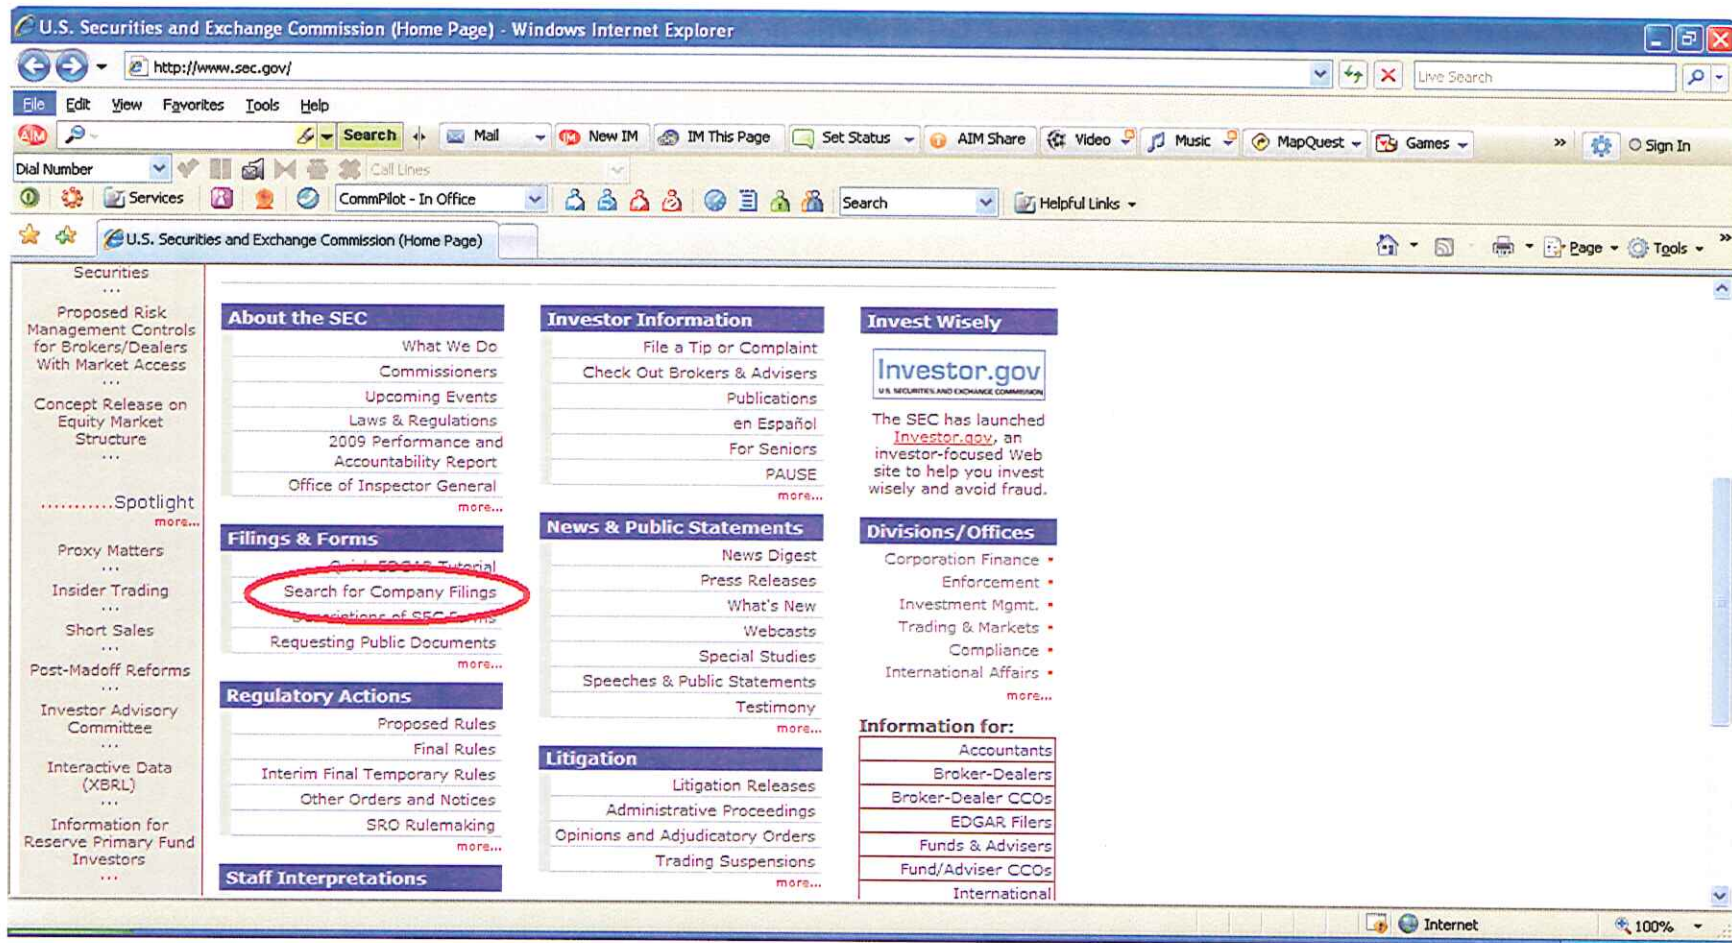 U.S. Securities and Exchange Commission (Home Page) - Windows Internet Explorer
http://www.sec.gov/
Live Search
File Edit View Favorites Tools Help
AIM Search Mail New IM IM This Page Set Status AIM Share Video Music MapQuest Games » Sign In
Dial Number Call Lines
Services CommPilot - In Office Search Helpful Links
U.S. Securities and Exchange Commission (Home Page) Page Tools »
Securities
...
Proposed Risk
Management Controls
for Brokers/Dealers
With Market Access
...
Concept Release on
Equity Market
Structure
...
...........Spotlight
more...
Proxy Matters
...
Insider Trading
...
Short Sales
...
Post-Madoff Reforms
...
Investor Advisory
Committee
...
Interactive Data
(XBRL)
...
Information for
Reserve Primary Fund
Investors
...
About the SEC
What We Do
Commissioners
Upcoming Events
Laws & Regulations
2009 Performance and
Accountability Report
Office of Inspector General
more...
Filings & Forms
Quick EDGAR Tutorial
Search for Company Filings
Descriptions of SEC Forms
Requesting Public Documents
more...
Regulatory Actions
Proposed Rules
Final Rules
Interim Final Temporary Rules
Other Orders and Notices
SRO Rulemaking
more...
Staff Interpretations
Investor Information
File a Tip or Complaint
Check Out Brokers & Advisers
Publications
en Español
For Seniors
PAUSE
more...
News & Public Statements
News Digest
Press Releases
What's New
Webcasts
Special Studies
Speeches & Public Statements
Testimony
more...
Litigation
Litigation Releases
Administrative Proceedings
Opinions and Adjudicatory Orders
Trading Suspensions
more...
Invest Wisely
Investor.gov
U.S. SECURITIES AND EXCHANGE COMMISSION
The SEC has launched
Investor.gov, an
investor-focused Web
site to help you invest
wisely and avoid fraud.
Divisions/Offices
Corporation Finance
Enforcement
Investment Mgmt.
Trading & Markets
Compliance
International Affairs
more...
Information for:
Accountants
Broker-Dealers
Broker-Dealer CCOs
EDGAR Filers
Funds & Advisers
Fund/Adviser CCOs
International
Internet 100%